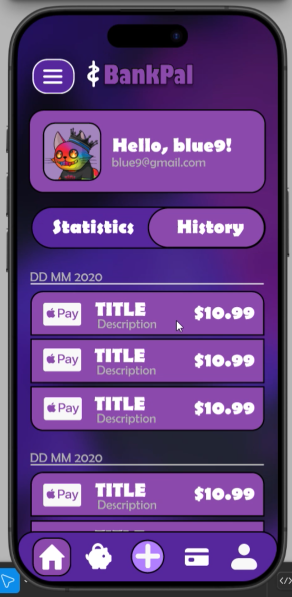 BankPal
Hello, blue9!
blue9@gmail.com
Statistics History
DD MM 2020
Pay TITLE $10.99
Description
Pay TITLE $10.99
Description
Pay TITLE $10.99
Description
DD MM 2020
Pay TITLE $10.99
Description